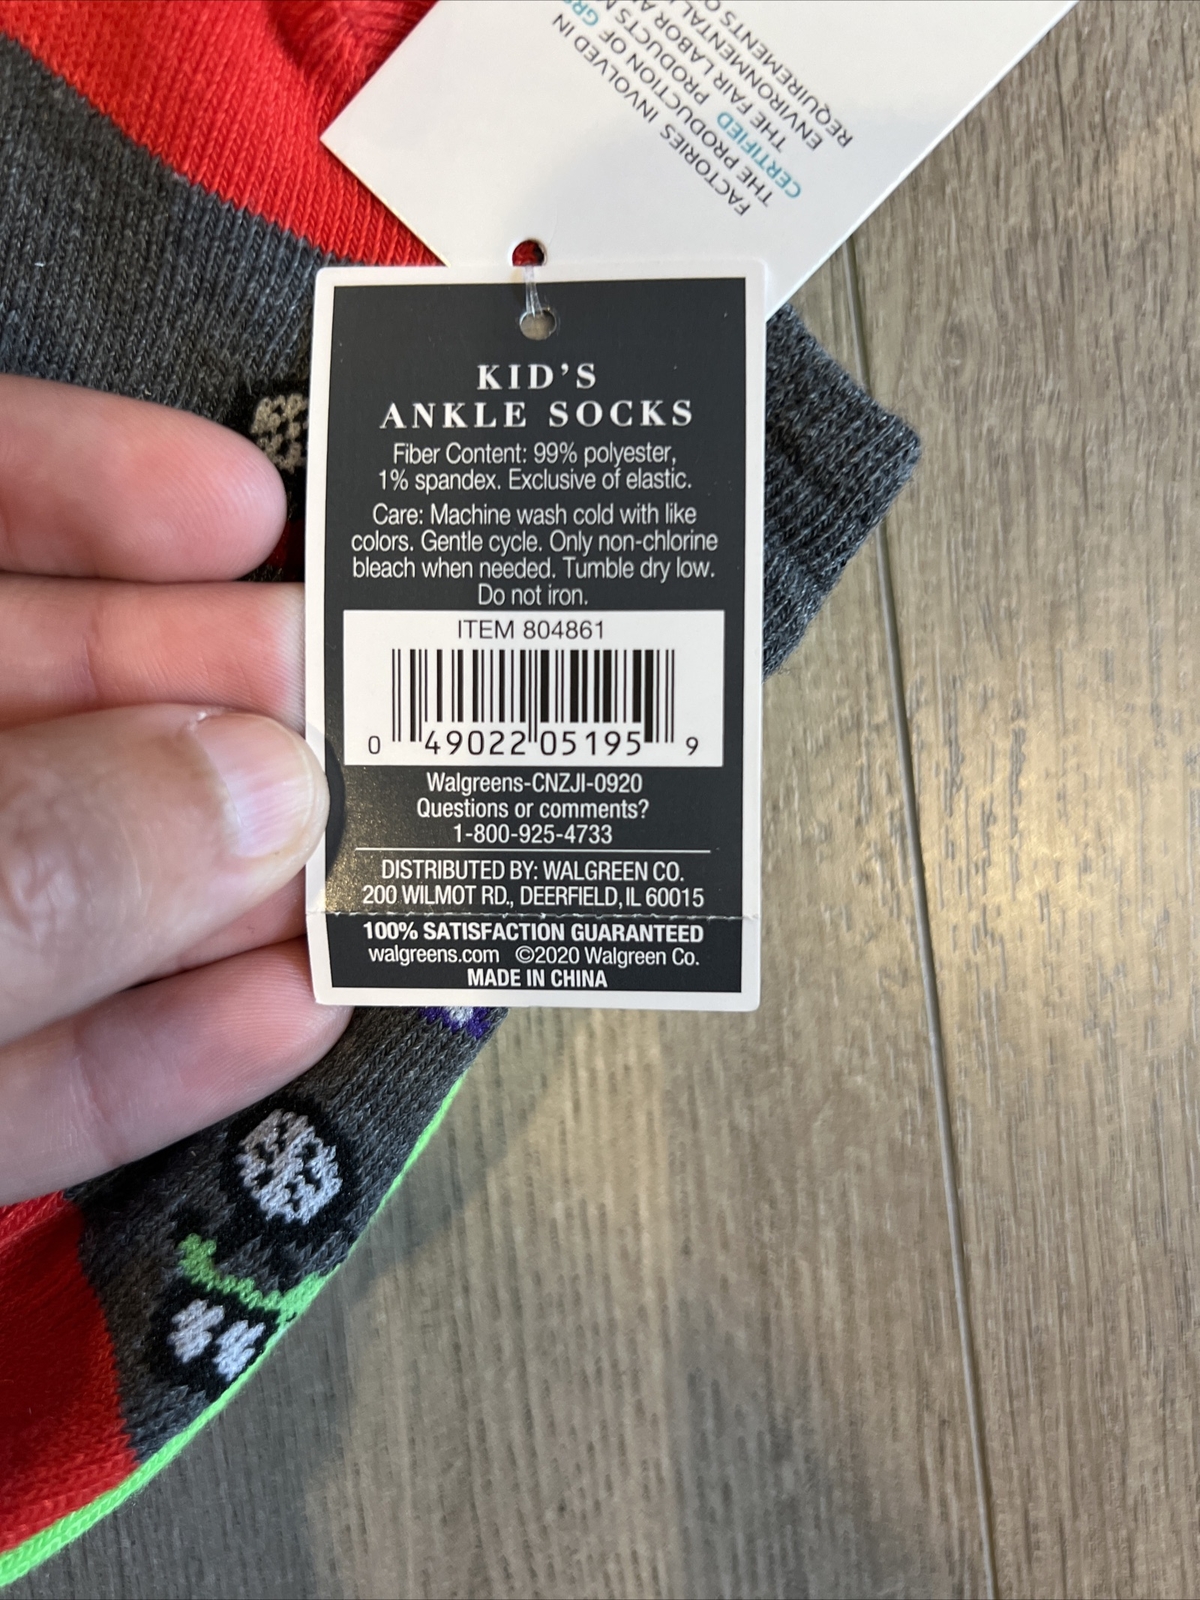 FACTORIES INVOLVED IN
THE PRODUCTION OF
CERTIFIED PRODUCTS
THE FAIR LABOR
ENVIRONMENTAL
REQUIREMENTS
KID'S
ANKLE SOCKS
Fiber Content: 99% polyester,
1% spandex. Exclusive of elastic.
Care: Machine wash cold with like
colors. Gentle cycle. Only non-chlorine
bleach when needed. Tumble dry low.
Do not iron.
ITEM 804861
0 49022 05195 9
Walgreens-CNZJI-0920
Questions or comments?
1-800-925-4733
DISTRIBUTED BY: WALGREEN CO.
200 WILMOT RD., DEERFIELD, IL 60015
100% SATISFACTION GUARANTEED
walgreens.com ©2020 Walgreen Co.
MADE IN CHINA